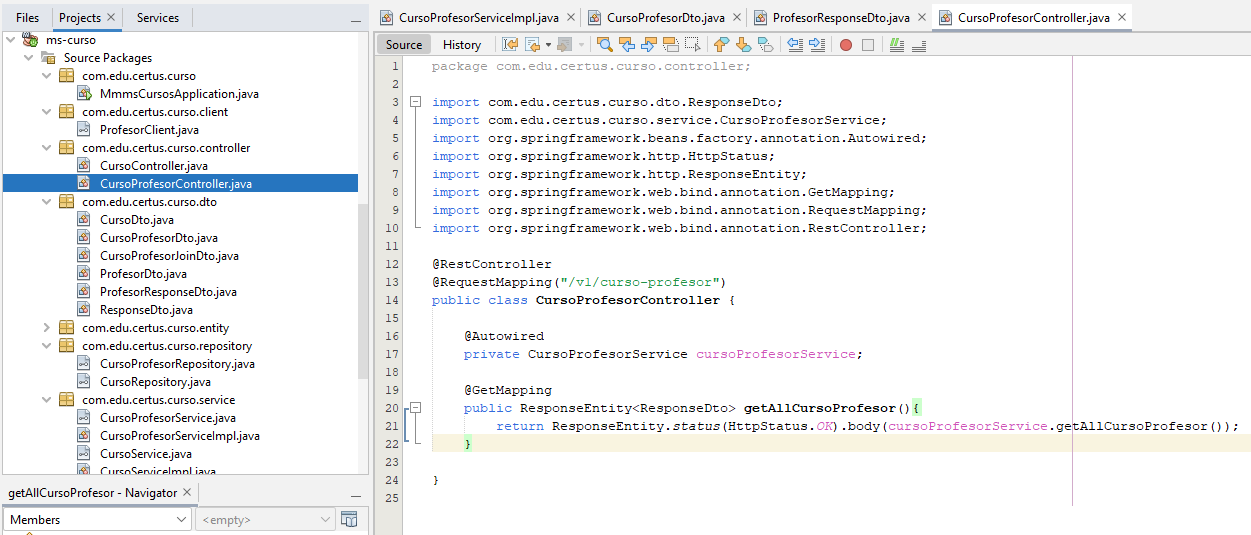 Files Projects Services
ms-curso
Source Packages
com.edu.certus.curso
MmmsCursosApplication.java
com.edu.certus.curso.client
ProfesorClient.java
com.edu.certus.curso.controller
CursoController.java
CursoProfesorController.java
com.edu.certus.curso.dto
CursoDto.java
CursoProfesorDto.java
CursoProfesorJoinDto.java
ProfesorDto.java
ProfesorResponseDto.java
ResponseDto.java
com.edu.certus.curso.entity
com.edu.certus.curso.repository
CursoProfesorRepository.java
CursoRepository.java
com.edu.certus.curso.service
CursoProfesorService.java
CursoProfesorServiceImpl.java
CursoService.java
CursoServiceImpl.java
getAllCursoProfesor - Navigator
Members <empty>
CursoProfesorServiceImpl.java CursoProfesorDto.java ProfesorResponseDto.java CursoProfesorController.java
Source History
1 package com.edu.certus.curso.controller;
2
3 import com.edu.certus.curso.dto.ResponseDto;
4 import com.edu.certus.curso.service.CursoProfesorService;
5 import org.springframework.beans.factory.annotation.Autowired;
6 import org.springframework.http.HttpStatus;
7 import org.springframework.http.ResponseEntity;
8 import org.springframework.web.bind.annotation.GetMapping;
9 import org.springframework.web.bind.annotation.RequestMapping;
10 import org.springframework.web.bind.annotation.RestController;
11
12 @RestController
13 @RequestMapping("/v1/curso-profesor")
14 public class CursoProfesorController {
15
16 @Autowired
17 private CursoProfesorService cursoProfesorService;
18
19 @GetMapping
20 public ResponseEntity<ResponseDto> getAllCursoProfesor(){
21 return ResponseEntity.status(HttpStatus.OK).body(cursoProfesorService.getAllCursoProfesor());
22 }
23
24 }
25